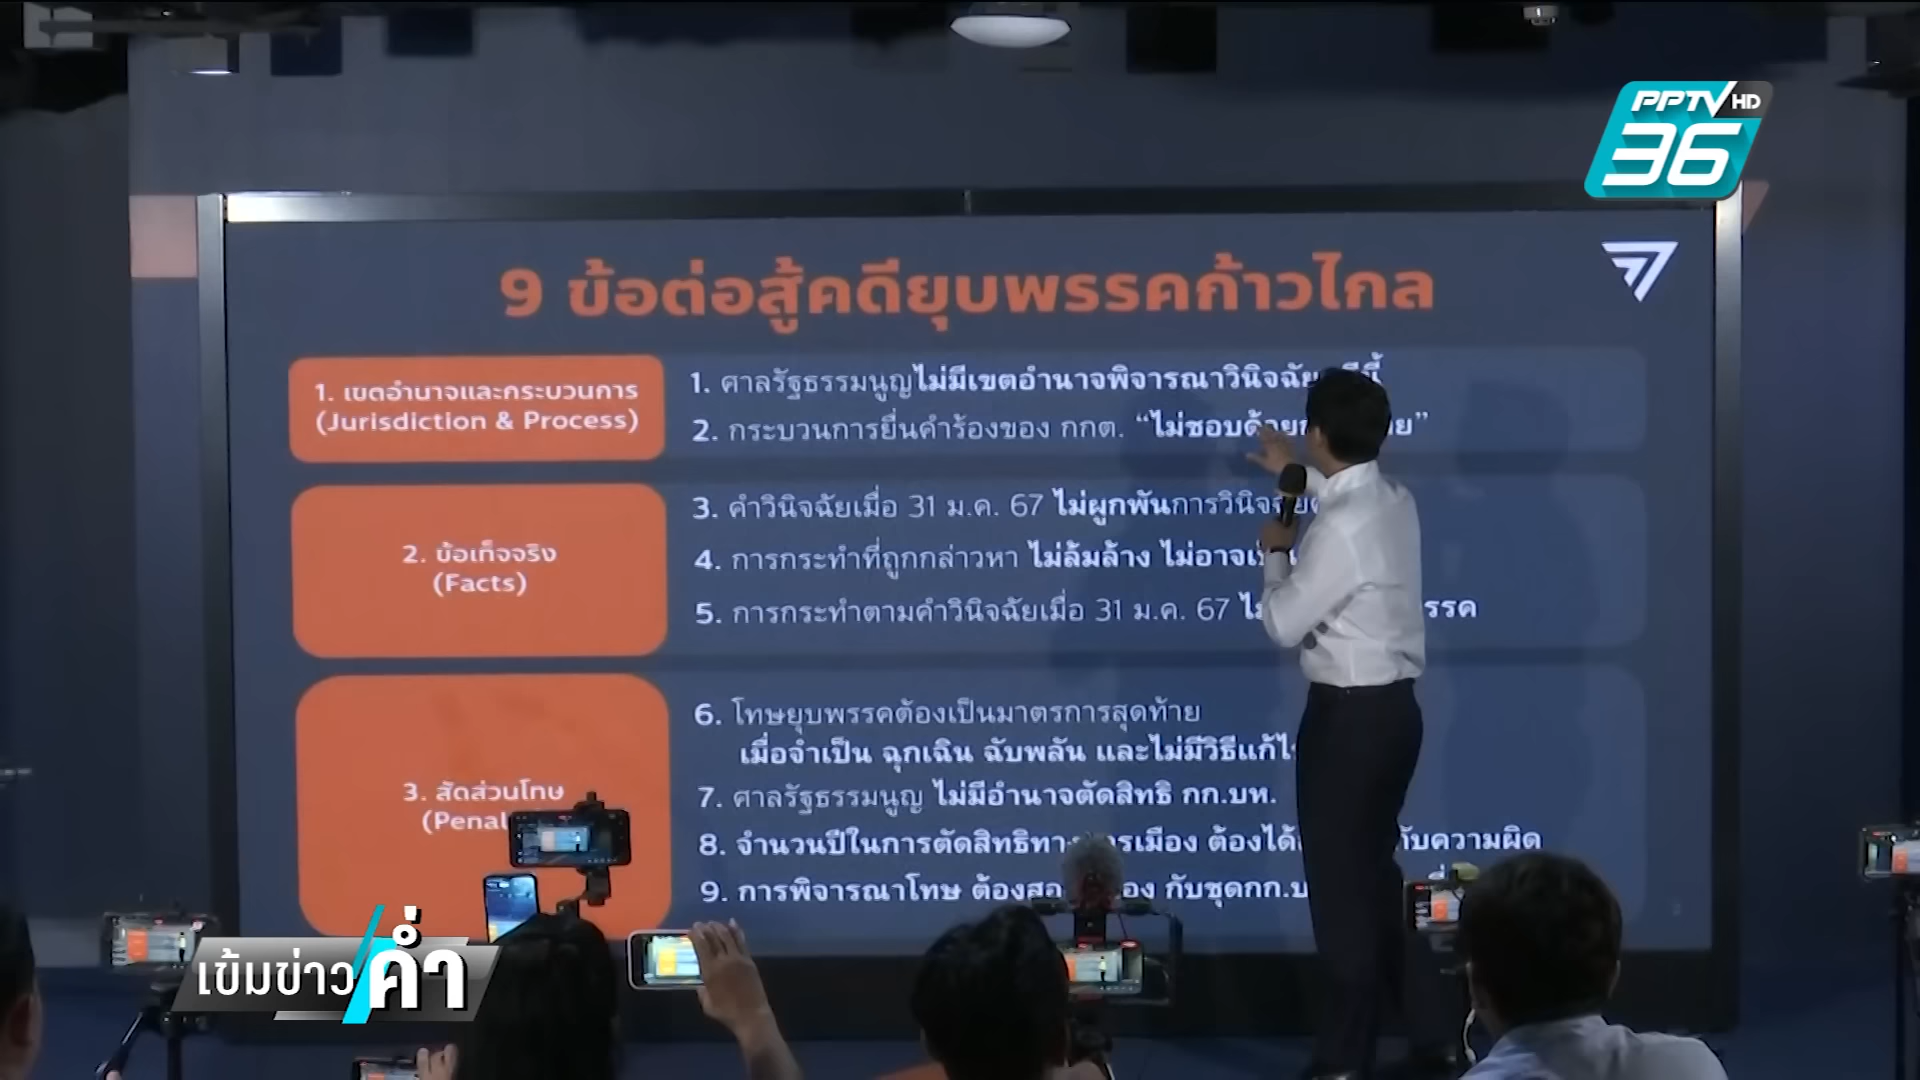 PPTV HD
36
9 ข้อต่อสู้คดียุบพรรคก้าวไกล
1. เขตอำนาจและกระบวนการ
(Jurisdiction & Process)
1. ศาลรัฐธรรมนูญไม่มีเขตอำนาจพิจารณาวินิจฉัย
2. กระบวนการยื่นคำร้องของ กกต. “ไม่ชอบด้วย
2. ข้อเท็จจริง
(Facts)
3. คำวินิจฉัยเมื่อ 31 ม.ค. 67 ไม่ผูกพันการวินิจฉัย
4. การกระทำที่ถูกกล่าวหา ไม่ล้มล้าง ไม่อาจ
5. การกระทำตามคำวินิจฉัยเมื่อ 31 ม.ค. 67
3. สัดส่วนโทษ
6. โทษยุบพรรคต้องเป็นมาตรการสุดท้าย
เมื่อจำเป็น ฉุกเฉิน ฉับพลัน และไม่มีวิธีแก้ไข
7. ศาลรัฐธรรมนูญ ไม่มีอำนาจตัดสิทธิ กก.บห.
8. จำนวนปีในการตัดสิทธิทางการเมือง ต้องได้ กับความผิด
9. การพิจารณาโทษ ต้อง กับชุดกก.
เข้มข่าวค่ำ